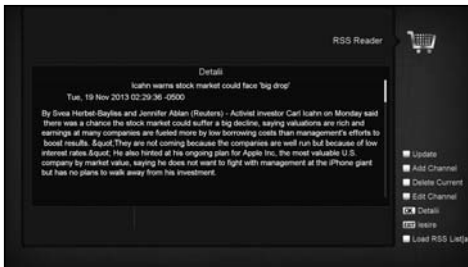 RSS Reader
Detalii
Icahn warns stock market could face 'big drop'
Tue, 19 Nov 2013 02:29:36 -0500
By Svea Herbst-Bayliss and Jennifer Ablan (Reuters) - Activist investor Carl Icahn on Monday said
there was a chance the stock market could suffer a big decline, saying valuations are rich and
earnings at many companies are fueled more by low borrowing costs than management's efforts to
boost results. &quot;They are not coming because the companies are well run but because of low
interest rates.&quot; He also hinted at his ongoing plan for Apple Inc, the most valuable U.S.
company by market value, saying he does not want to fight with management at the iPhone giant
but has no plans to walk away from his investment.
Update
Add Channel
Delete Current
Edit Channel
OK Detalii
EXIT Iesire
Load RSS Lista